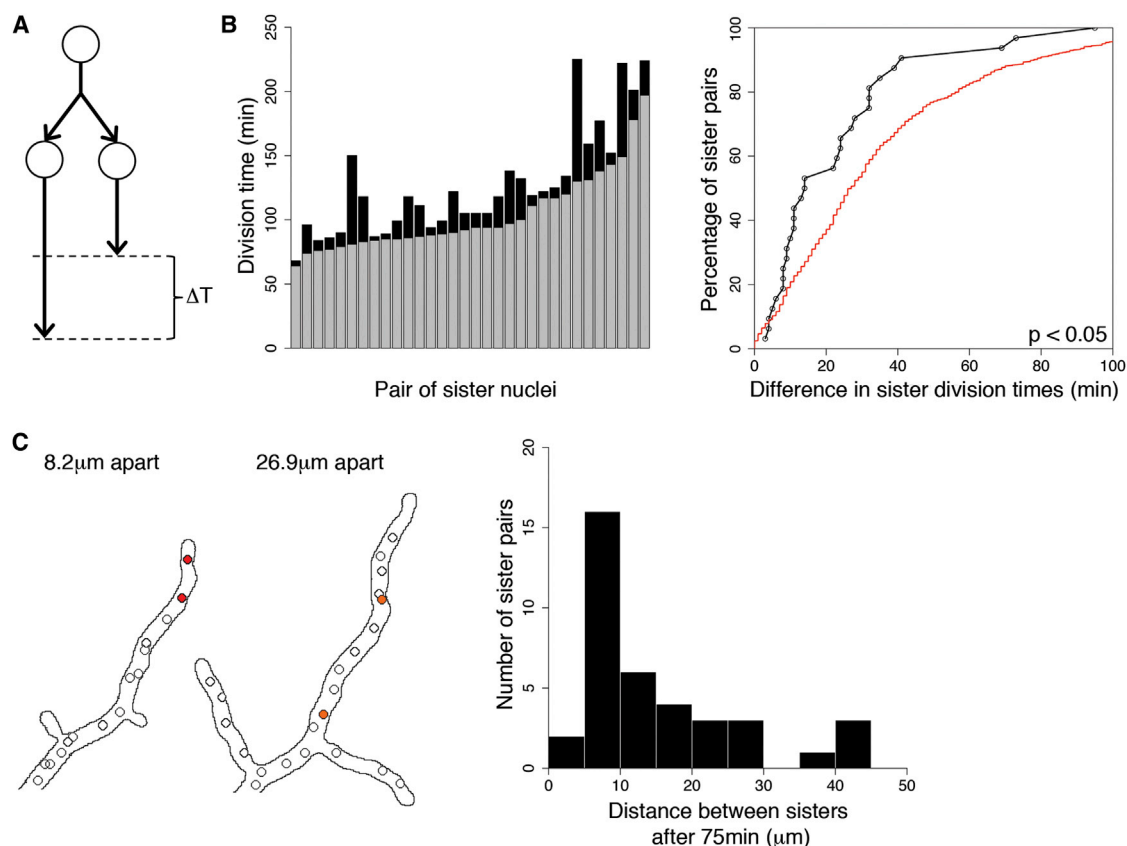 A
ΔT
B
Division time (min)
0
50
100
150
200
250
Pair of sister nuclei
Percentage of sister pairs
0
20
40
60
80
100
p < 0.05
0
20
40
60
80
100
Difference in sister division times (min)
C
8.2μm apart
26.9μm apart
Number of sister pairs
0
5
10
15
20
0
10
20
30
40
50
Distance between sisters
after 75min (μm)